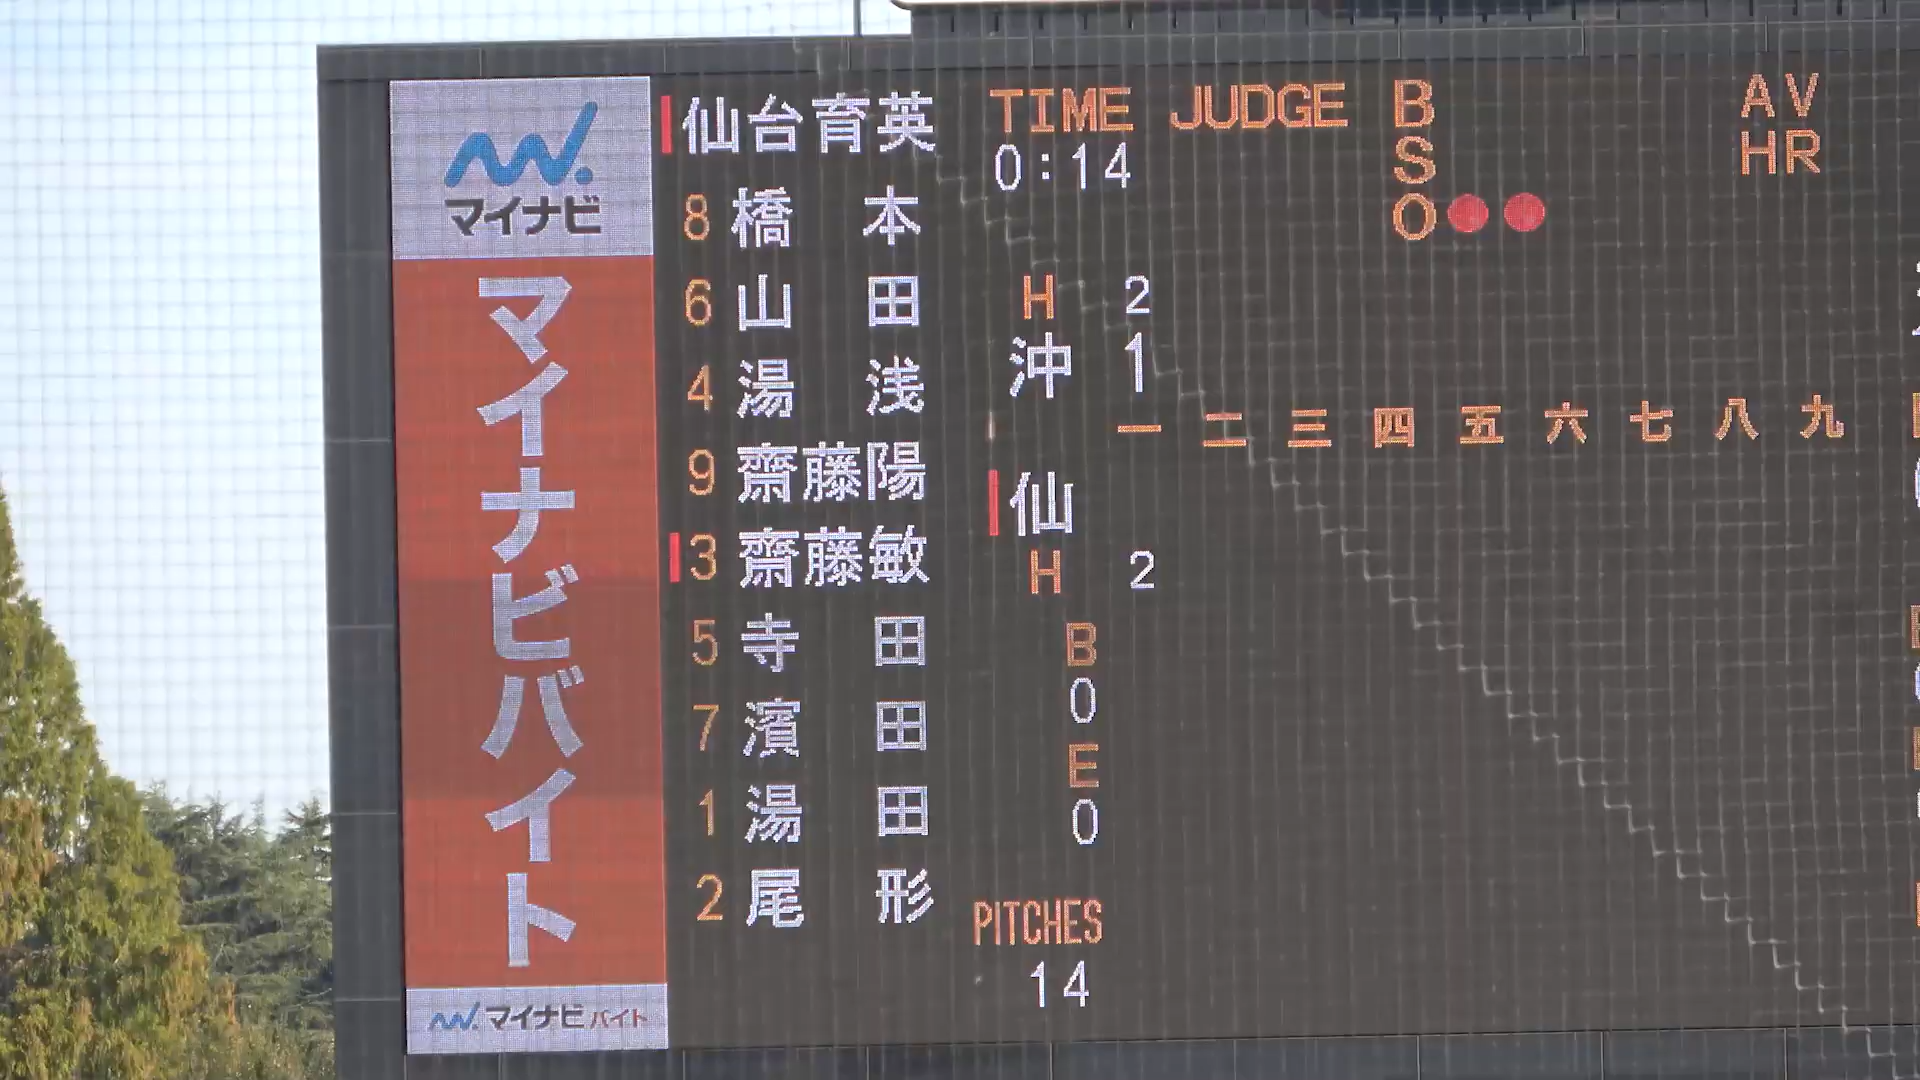 マイナビ
マイナビバイト
マイナビバイト
仙台育英
8 橋本
6 山田
4 湯浅
9 齋藤陽
3 齋藤敏
5 寺田
7 濱田
1 湯田
2 尾形
TIME JUDGE
0:14
B
S
O
AV
HR
H 2
沖 1
一 二 三 四 五 六 七 八 九
仙
H 2
B
0
E
0
PITCHES
14